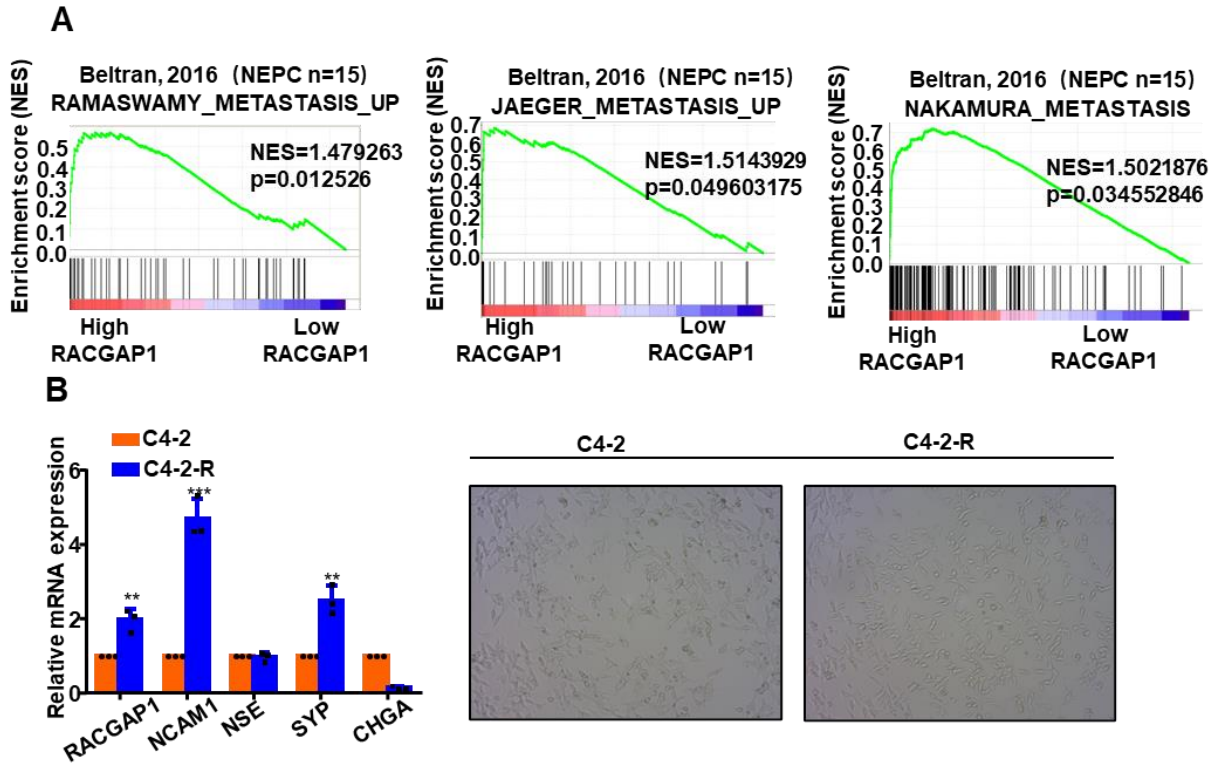 A
Beltran, 2016 (NEPC n=15)
RAMASWAMY_METASTASIS_UP
Enrichment score (NES)
0.5
0.4
0.3
0.2
0.1
0.0
NES=1.479263
p=0.012526
High
RACGAP1
Low
RACGAP1
Beltran, 2016 (NEPC n=15)
JAEGER_METASTASIS_UP
Enrichment score (NES)
0.7
0.6
0.5
0.4
0.3
0.2
0.1
0.0
NES=1.5143929
p=0.049603175
High
RACGAP1
Low
RACGAP1
Beltran, 2016 (NEPC n=15)
NAKAMURA_METASTASIS
Enrichment score (NES)
0.7
0.6
0.5
0.4
0.3
0.2
0.1
0.0
NES=1.5021876
p=0.034552846
High
RACGAP1
Low
RACGAP1
B
C4-2
C4-2-R
Relative mRNA expression
6
4
2
0
**
***
**
RACGAP1
NCAM1
NSE
SYP
CHGA
C4-2
C4-2-R